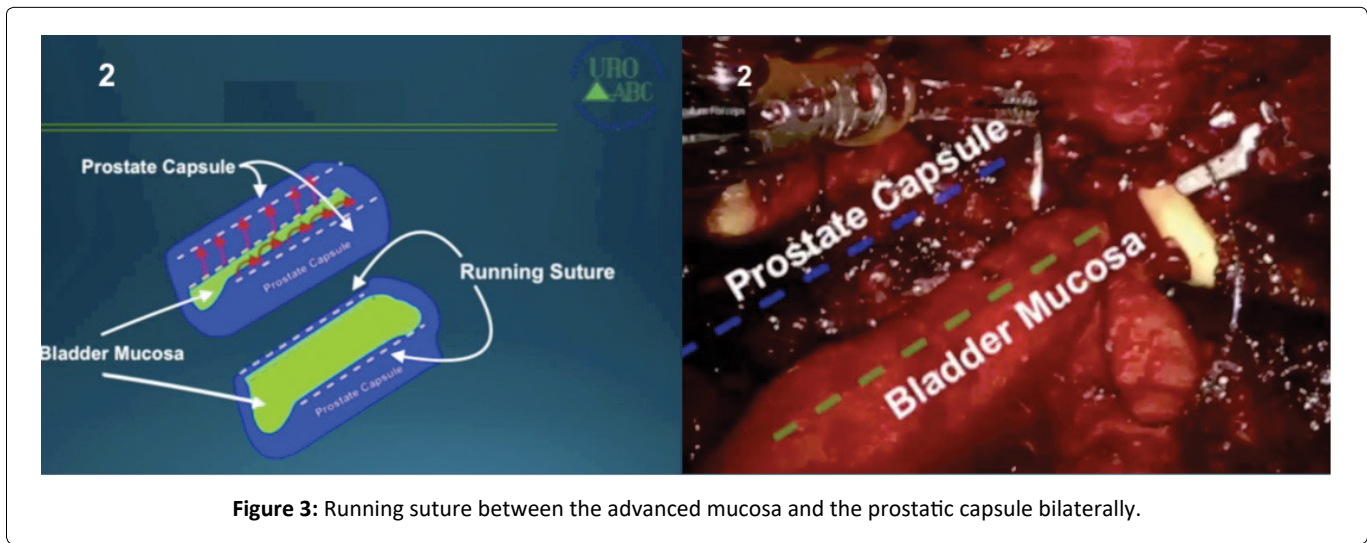 2
URO
ABC
Prostate Capsule
Prostate Capsule
Running Suture
Bladder Mucosa
Prostate Capsule
2
Prostate Capsule
Bladder Mucosa
Figure 3: Running suture between the advanced mucosa and the prostatic capsule bilaterally.